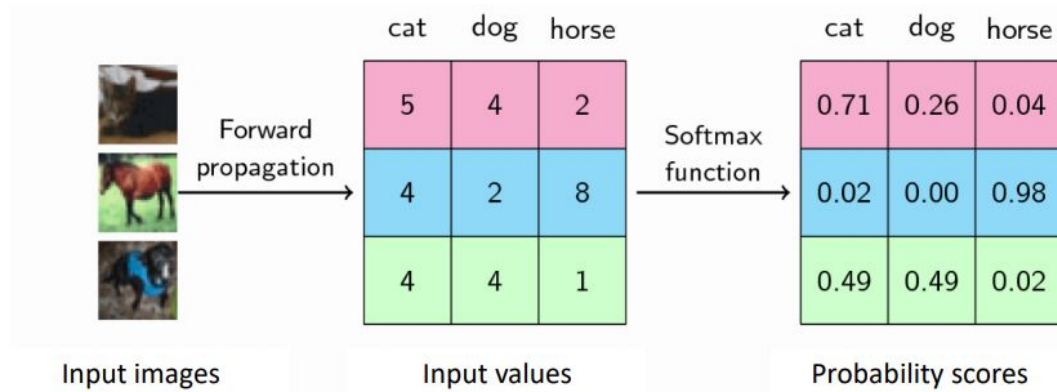 cat dog horse
cat dog horse
Forward
propagation
5 4 2
4 2 8
4 4 1
Softmax
function
0.71 0.26 0.04
0.02 0.00 0.98
0.49 0.49 0.02
Input images
Input values
Probability scores